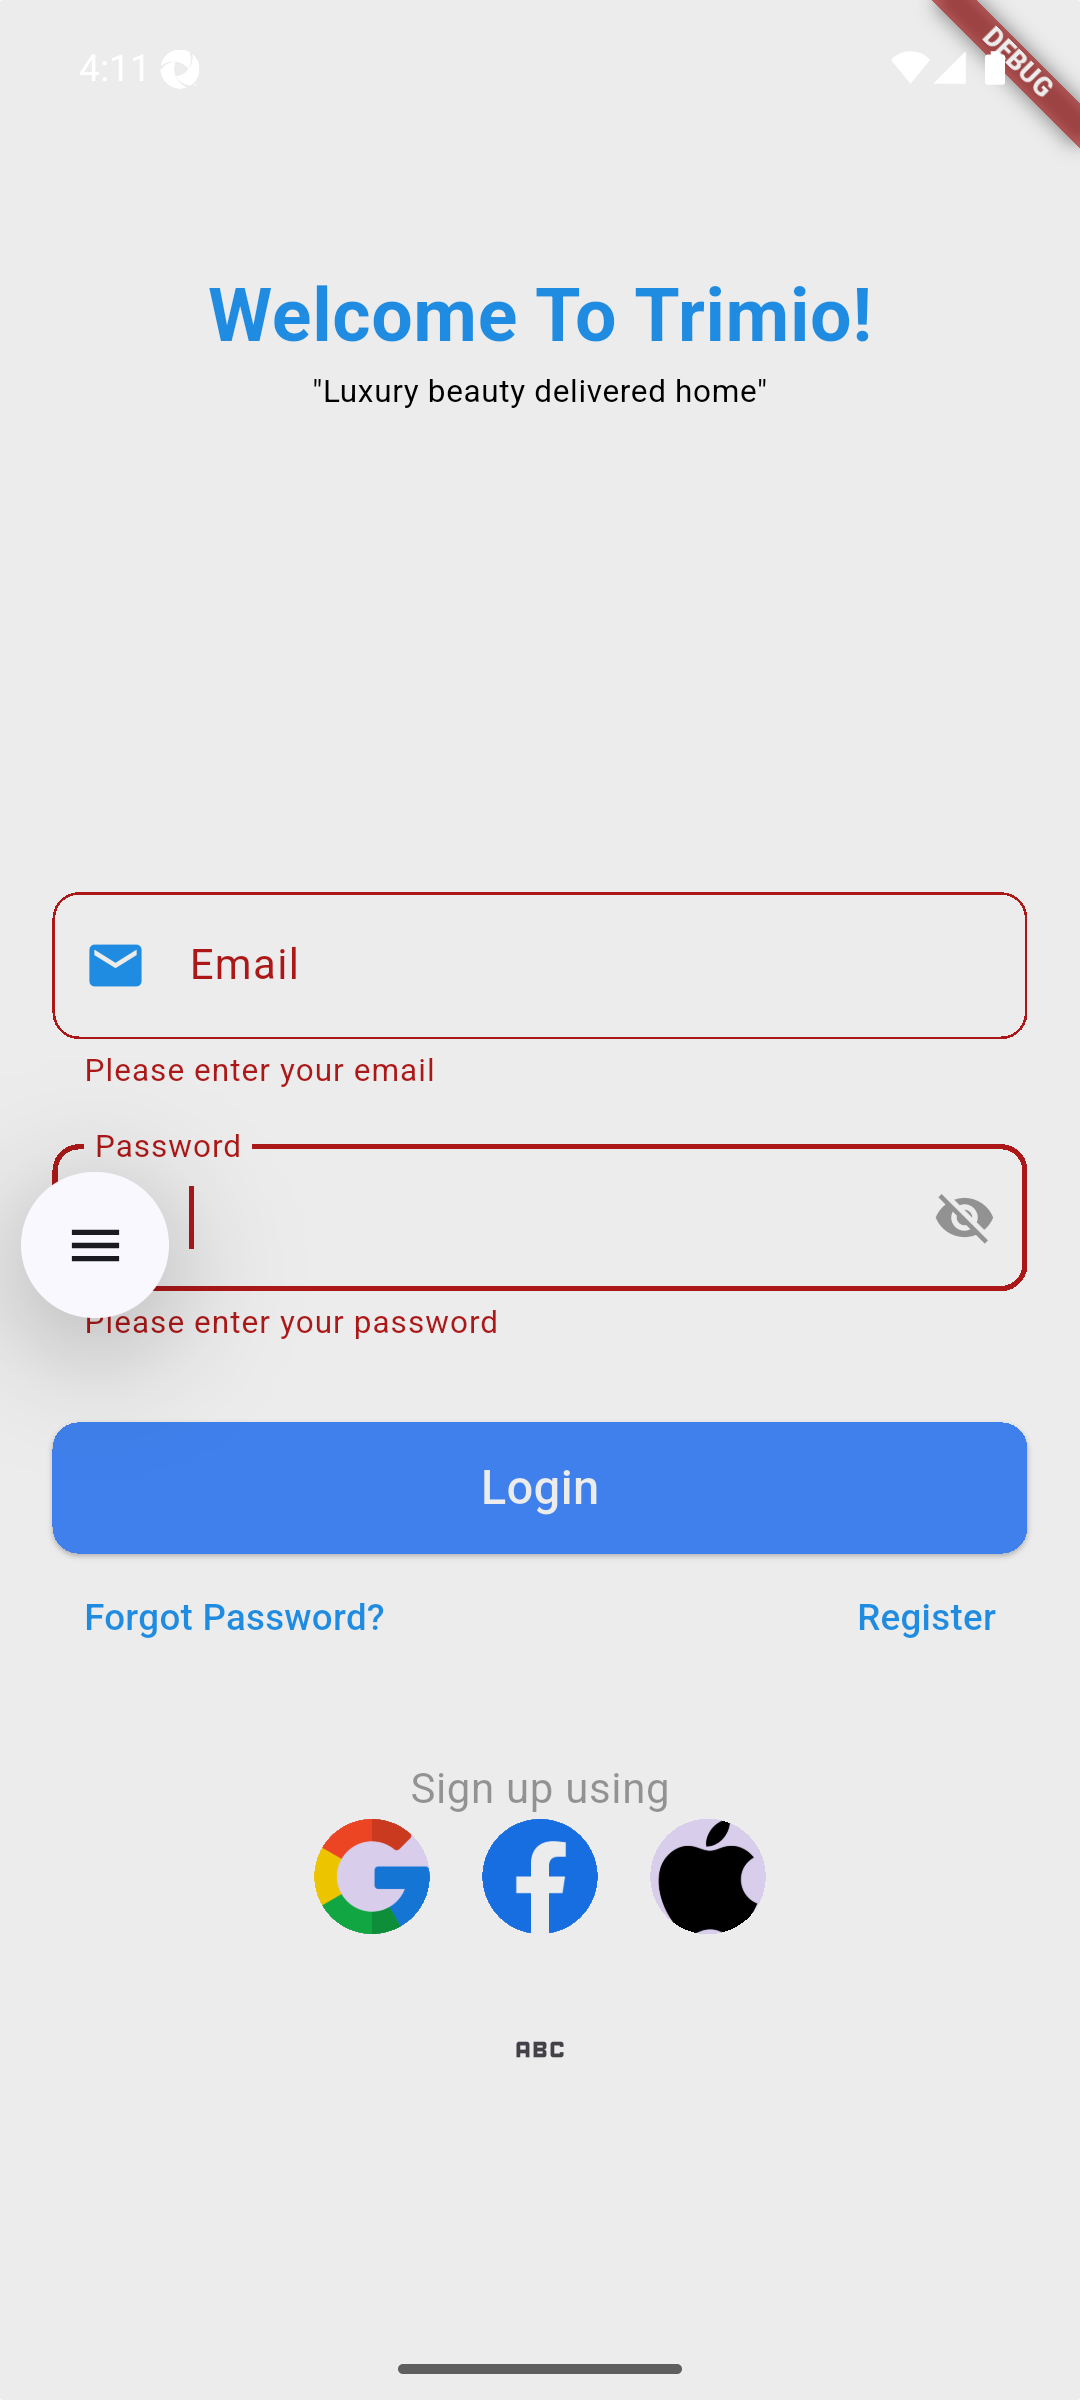 4:11
DEBUG
Welcome To Trimio!
"Luxury beauty delivered home"
Email
Please enter your email
Password
Please enter your password
Login
Forgot Password?
Register
Sign up using
ABC